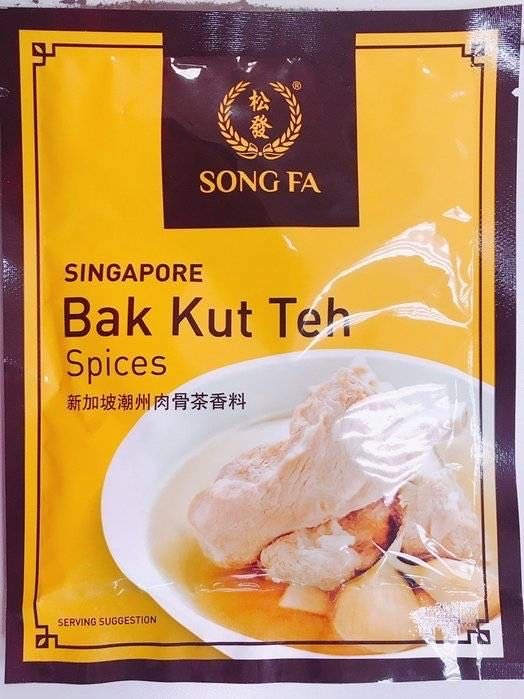 松
發
®
SONG FA
SINGAPORE
Bak Kut Teh
Spices
新加坡潮州肉骨茶香料
SERVING SUGGESTION